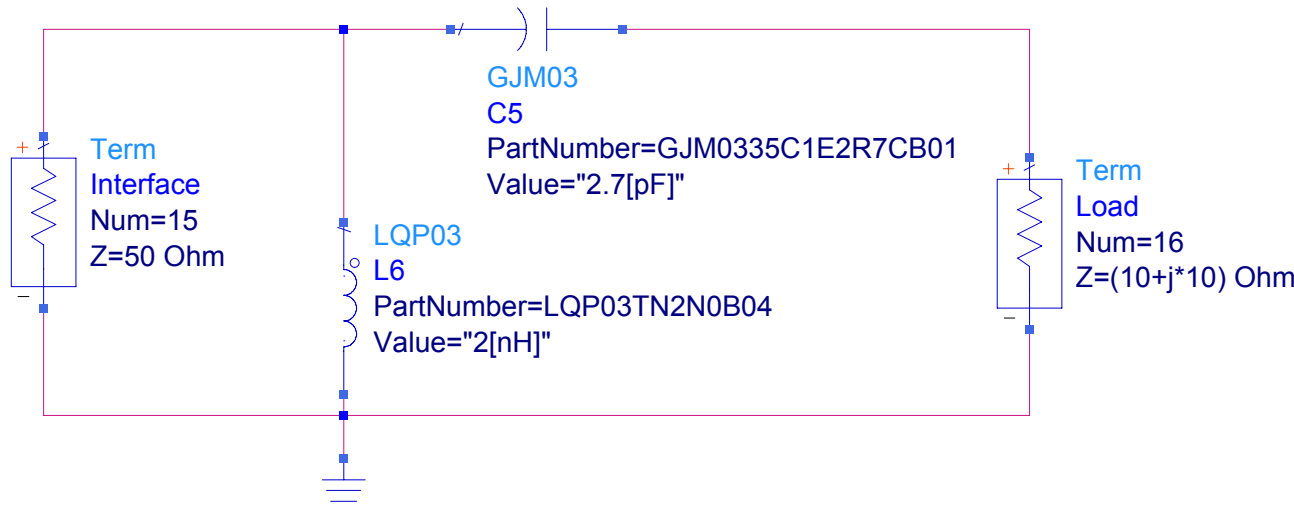 GJM03
C5
PartNumber=GJM0335C1E2R7CB01
Value="2.7[pF]"
+
Term
Interface
Num=15
Z=50 Ohm
−
LQP03
L6
PartNumber=LQP03TN2N0B04
Value="2[nH]"
+
Term
Load
Num=16
Z=(10+j*10) Ohm
−